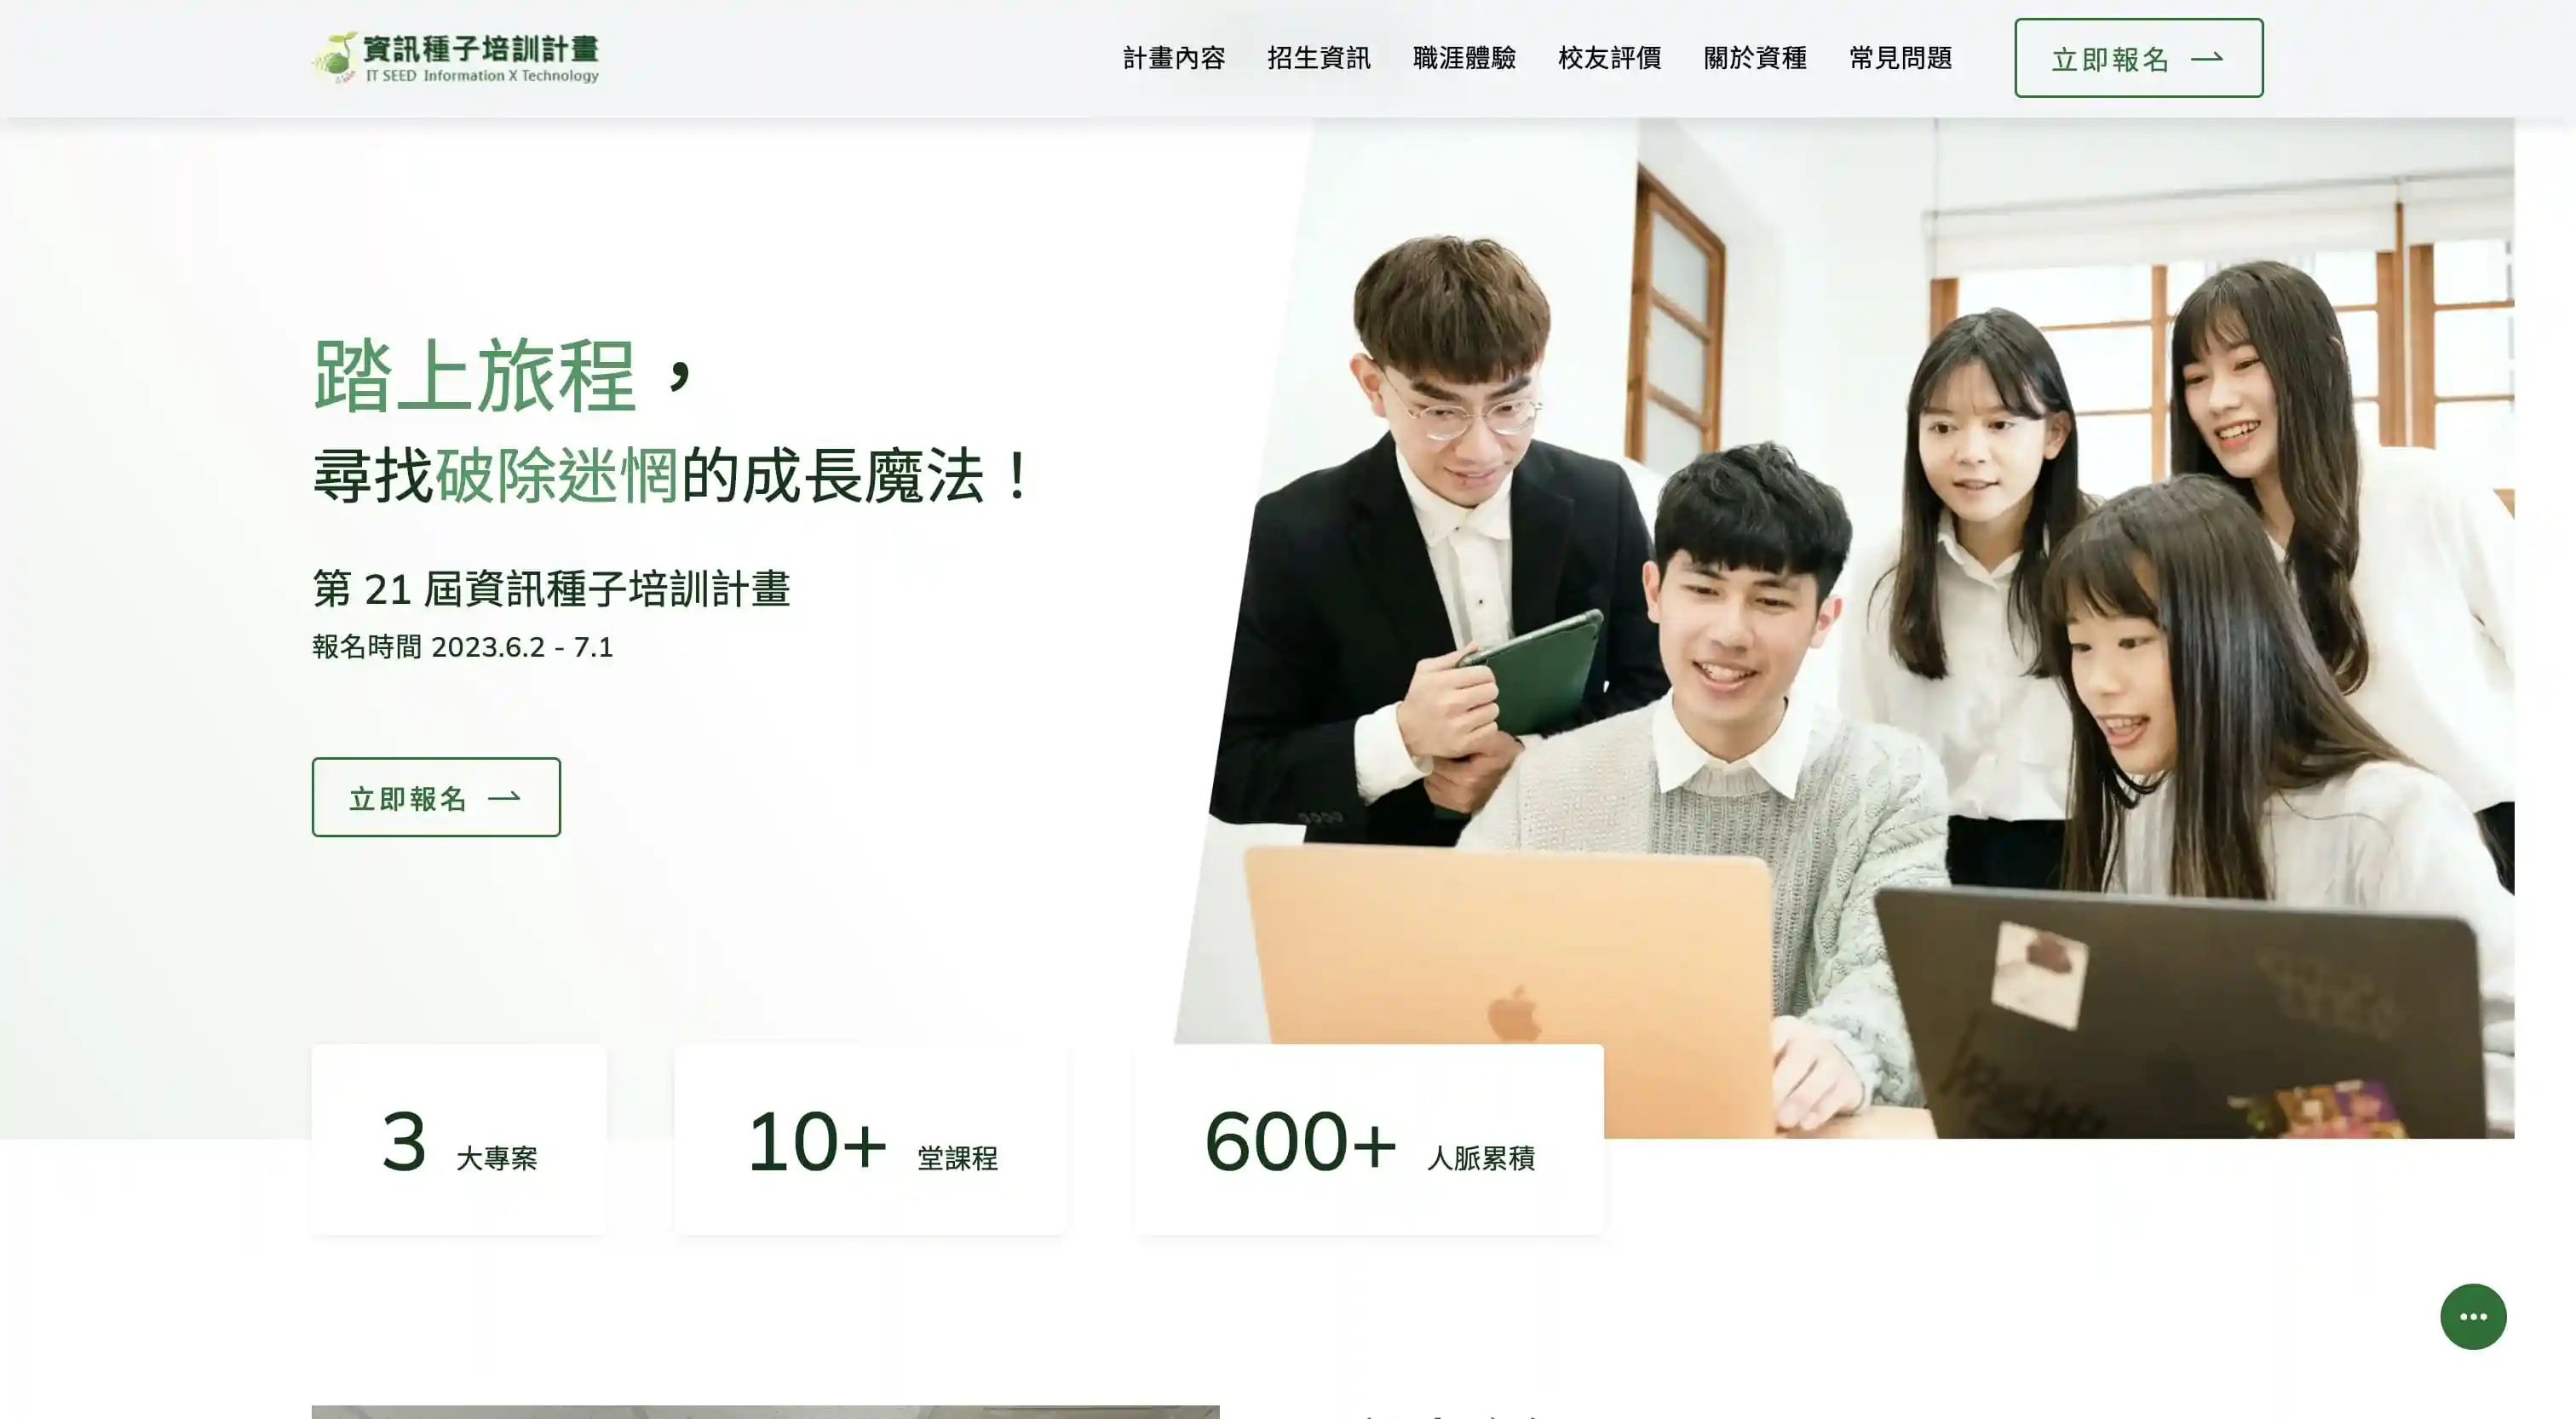 資訊種子培訓計畫
IT SEED Information X Technology
計畫內容 招生資訊 職涯體驗 校友評價 關於資種 常見問題 立即報名
踏上旅程，
尋找破除迷惘的成長魔法！
第 21 屆資訊種子培訓計畫
報名時間 2023.6.2 - 7.1
立即報名
3 大專案
10+ 堂課程
600+ 人脈累積